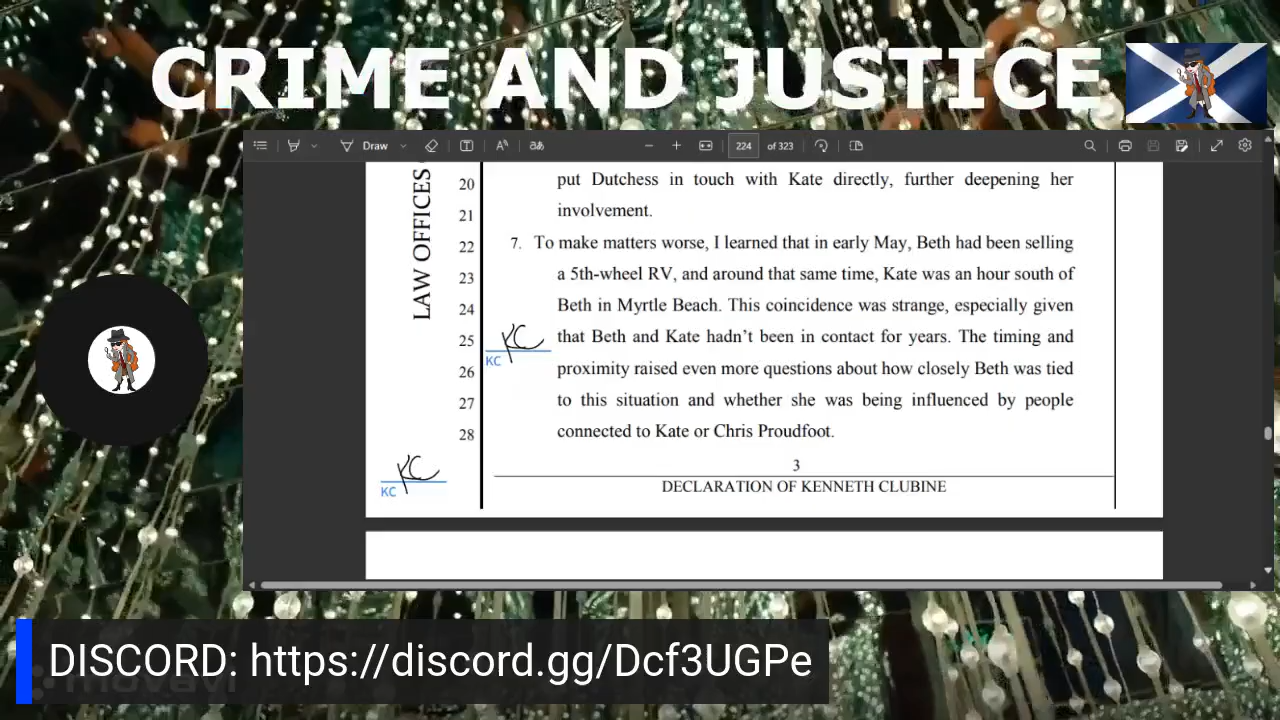 CRIME AND JUSTICE
Draw
224 of 323
LAW OFFICES
20 put Dutchess in touch with Kate directly, further deepening her
21 involvement.
22 7. To make matters worse, I learned that in early May, Beth had been selling
23 a 5th-wheel RV, and around that same time, Kate was an hour south of
24 Beth in Myrtle Beach. This coincidence was strange, especially given
25 that Beth and Kate hadn't been in contact for years. The timing and
KC
KC
26 proximity raised even more questions about how closely Beth was tied
27 to this situation and whether she was being influenced by people
28 connected to Kate or Chris Proudfoot.
KC
KC
3
DECLARATION OF KENNETH CLUBINE
DISCORD: https://discord.gg/Dcf3UGPe